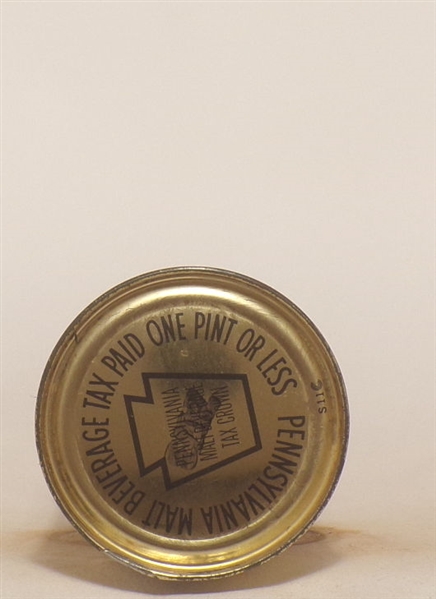 PENNSYLVANIA MALT BEVERAGE TAX PAID ONE PINT OR LESS
PENNSYLVANIA
MALT BEVERAGE
TAX CROWN